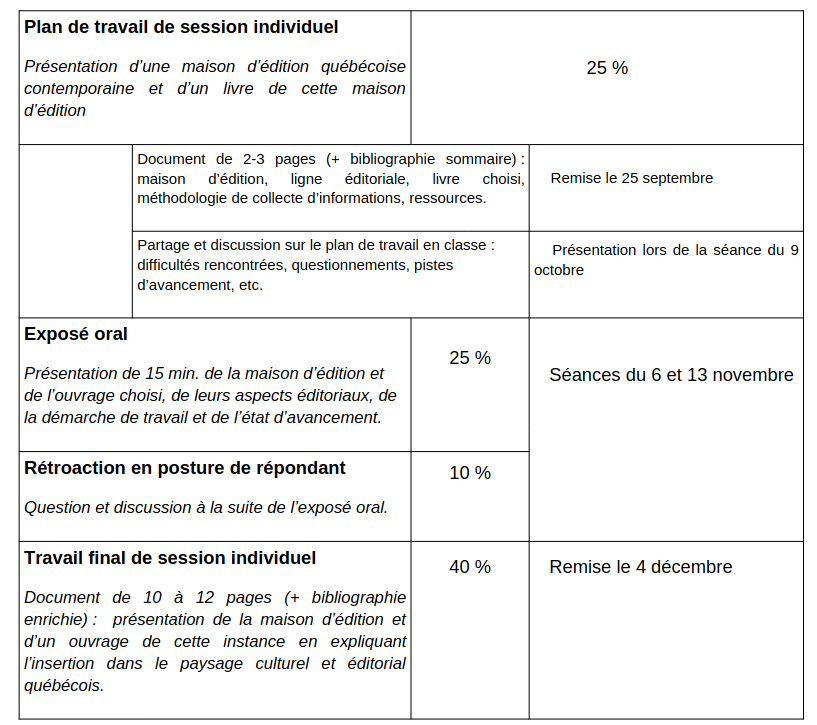 Plan de travail de session individuel
Présentation d’une maison d’édition québécoise
contemporaine et d’un livre de cette maison
d’édition
25 %
Document de 2-3 pages (+ bibliographie sommaire) :
maison d’édition, ligne éditoriale, livre choisi,
méthodologie de collecte d’informations, ressources.
Remise le 25 septembre
Partage et discussion sur le plan de travail en classe :
difficultés rencontrées, questionnements, pistes
d’avancement, etc.
Présentation lors de la séance du 9
octobre
Exposé oral
Présentation de 15 min. de la maison d’édition et
de l’ouvrage choisi, de leurs aspects éditoriaux, de
la démarche de travail et de l’état d’avancement.
25 %
Séances du 6 et 13 novembre
Rétroaction en posture de répondant
Question et discussion à la suite de l’exposé oral.
10 %
Travail final de session individuel
Document de 10 à 12 pages (+ bibliographie
enrichie) : présentation de la maison d’édition et
d’un ouvrage de cette instance en expliquant
l’insertion dans le paysage culturel et éditorial
québécois.
40 %
Remise le 4 décembre